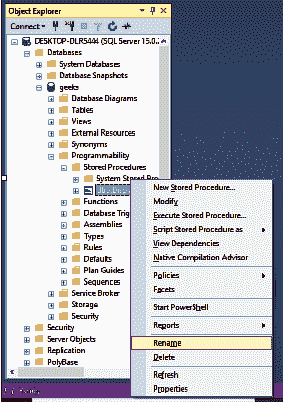 Object Explorer
Connect
DESKTOP-DLR5444 (SQL Server 15.0.2
Databases
System Databases
Database Snapshots
geeks
Database Diagrams
Tables
Views
External Resources
Synonyms
Programmability
Stored Procedures
System Stored Pro
Functions
Database Trig
Assemblies
Types
Rules
Defaults
Plan Guides
Sequences
Service Broker
Storage
Security
Security
Server Objects
Replication
PolyBase
New Stored Procedure...
Modify
Execute Stored Procedure...
Script Stored Procedure as
View Dependencies
Native Compilation Advisor
Policies
Facets
Start PowerShell
Reports
Rename
Delete
Refresh
Properties